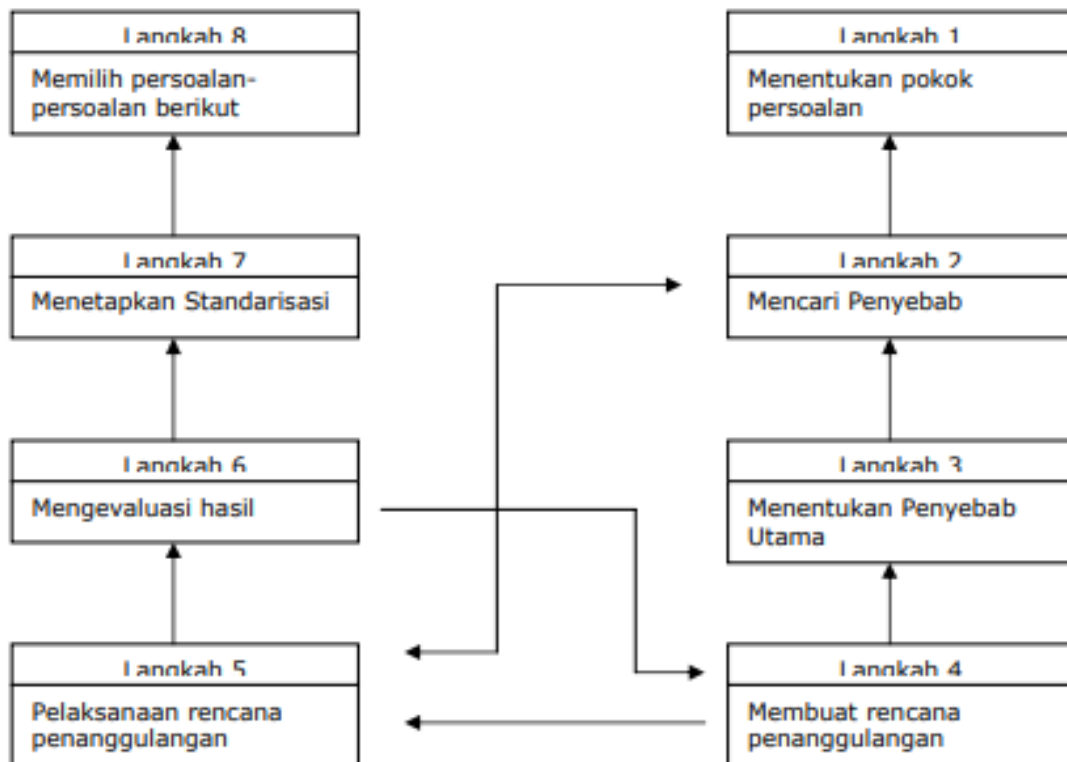 Langkah 8
Memilih persoalan-
persoalan berikut
Langkah 1
Menentukan pokok
persoalan
Langkah 7
Menetapkan Standarisasi
Langkah 2
Mencari Penyebab
Langkah 6
Mengevaluasi hasil
Langkah 3
Menentukan Penyebab
Utama
Langkah 5
Pelaksanaan rencana
penanggulangan
Langkah 4
Membuat rencana
penanggulangan